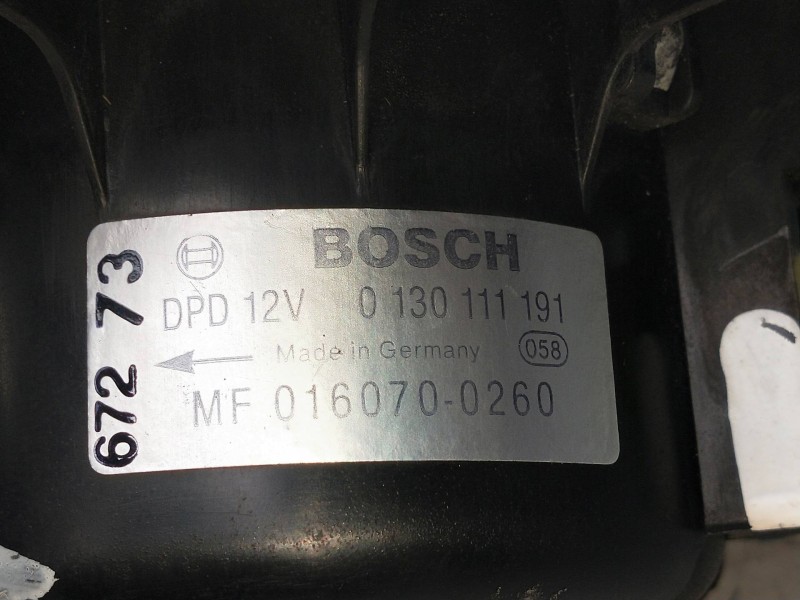 BOSCH
DPD 12V 0 130 111 191
Made in Germany 058
MF 016070-0260
672 73